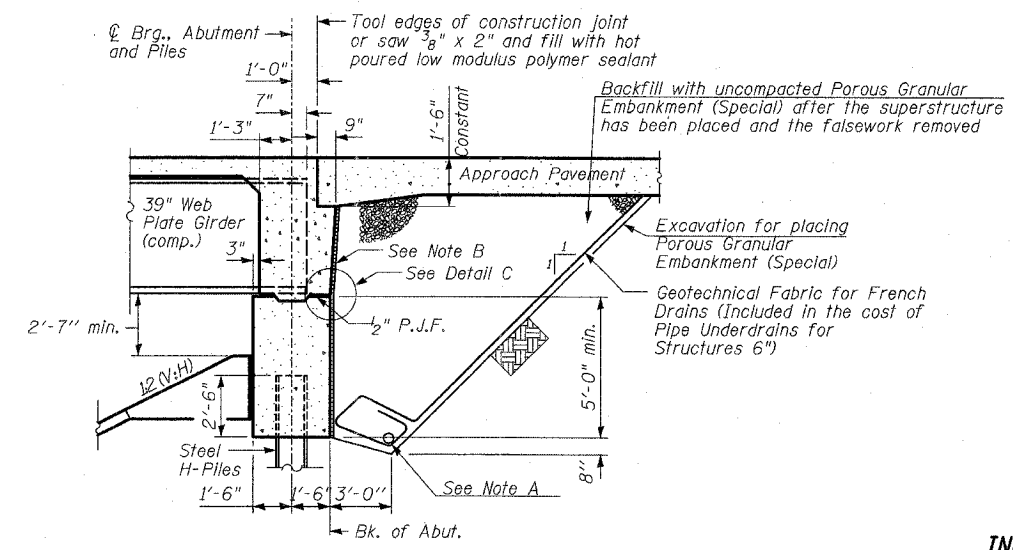 ℄ Brg., Abutment
and Piles
Tool edges of construction joint
or saw 3/8" x 2" and fill with hot
poured low modulus polymer sealant
1'-0"
7"
1'-3"
9"
1'-6"
Constant
Backfill with uncompacted Porous Granular
Embankment (Special) after the superstructure
has been placed and the falsework removed
Approach Pavement
39" Web
Plate Girder
(comp.)
3"
See Note B
See Detail C
1
1
Excavation for placing
Porous Granular
Embankment (Special)
Geotechnical Fabric for French
Drains (Included in the cost of
Pipe Underdrains for
Structures 6")
2'-7" min.
1/2" P.J.F.
5'-0" min.
1:2 (V:H)
2'-6"
Steel
H-Piles
8"
See Note A
1'-6"
1'-6"
3'-0"
Bk. of Abut.